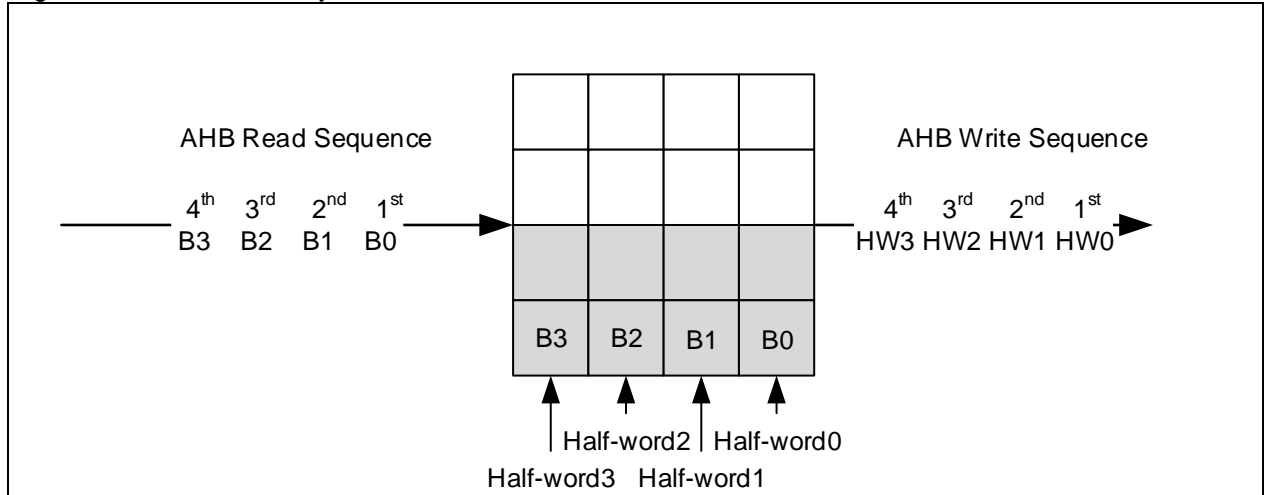 AHB Read Sequence
AHB Write Sequence
4th 3rd 2nd 1st
B3 B2 B1 B0
4th 3rd 2nd 1st
HW3 HW2 HW1 HW0
B3 B2 B1 B0
Half-word2 Half-word0
Half-word3 Half-word1